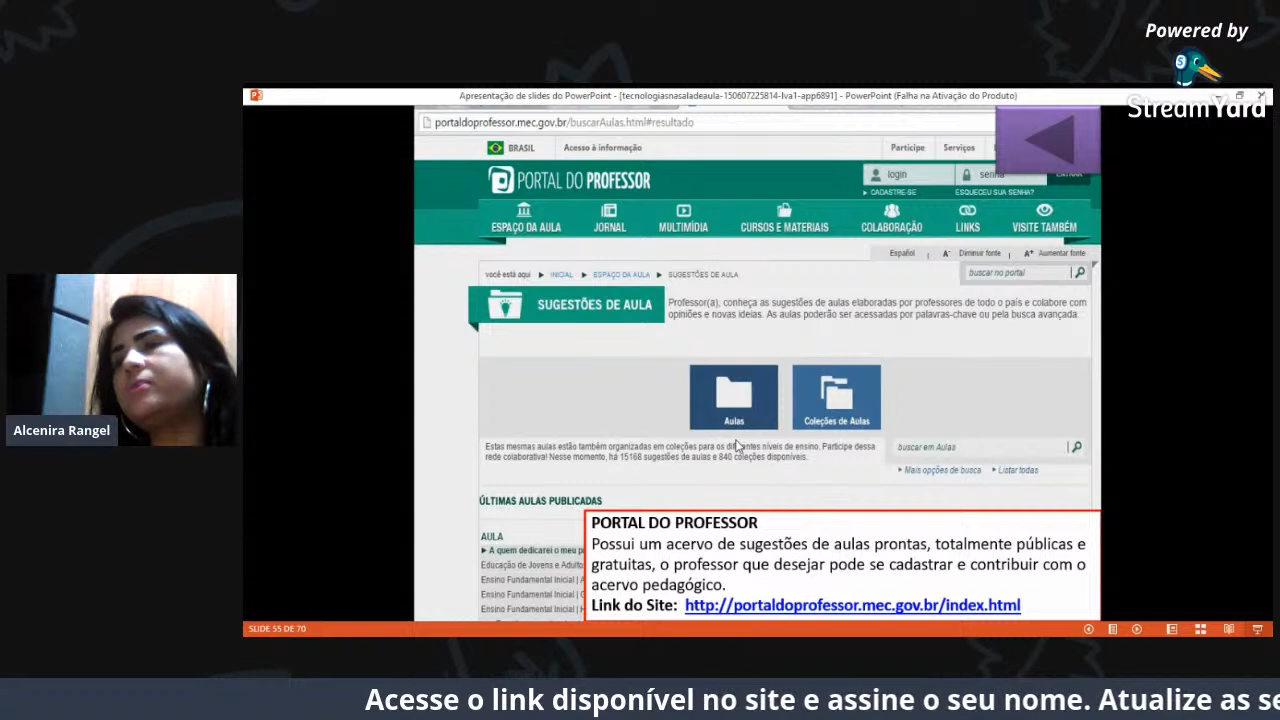 Powered by
StreamYard
Apresentação de slides do PowerPoint - [tecnologiasnasaladeaula-150607225814-lva1-app6891] - PowerPoint (Falha na Ativação do Produto)
portaldoprofessor.mec.gov.br/buscarAulas.html#resultado
BRASIL Acesso à informação Participe Serviços
PORTAL DO PROFESSOR
login senha
CADASTRE-SE ESQUECEU SUA SENHA?
ESPAÇO DA AULA JORNAL MULTIMÍDIA CURSOS E MATERIAIS COLABORAÇÃO LINKS VISITE TAMBÉM
Español A- Diminuir fonte A+ Aumentar fonte
você está aqui INICIAL ESPAÇO DA AULA SUGESTÕES DE AULA
buscar no portal
SUGESTÕES DE AULA
Professor(a), conheça as sugestões de aulas elaboradas por professores de todo o país e colabore com
opiniões e novas ideias. As aulas poderão ser acessadas por palavras-chave ou pela busca avançada.
Aulas Coleções de Aulas
Estas mesmas aulas estão também organizadas em coleções para os diferentes níveis de ensino. Participe dessa
rede colaborativa! Nesse momento, há 15168 sugestões de aulas e 840 coleções disponíveis.
buscar em Aulas
Mais opções de busca Listar todas
ÚLTIMAS AULAS PUBLICADAS
AULA
A quem dedicarei o meu
Educação de Jovens e Adulto
Ensino Fundamental Inicial |
Ensino Fundamental Inicial |
Ensino Fundamental Inicial |
PORTAL DO PROFESSOR
Possui um acervo de sugestões de aulas prontas, totalmente públicas e
gratuitas, o professor que desejar pode se cadastrar e contribuir com o
acervo pedagógico.
Link do Site: http://portaldoprofessor.mec.gov.br/index.html
SLIDE 55 DE 70
Alcenira Rangel
Acesse o link disponível no site e assine o seu nome. Atualize as se